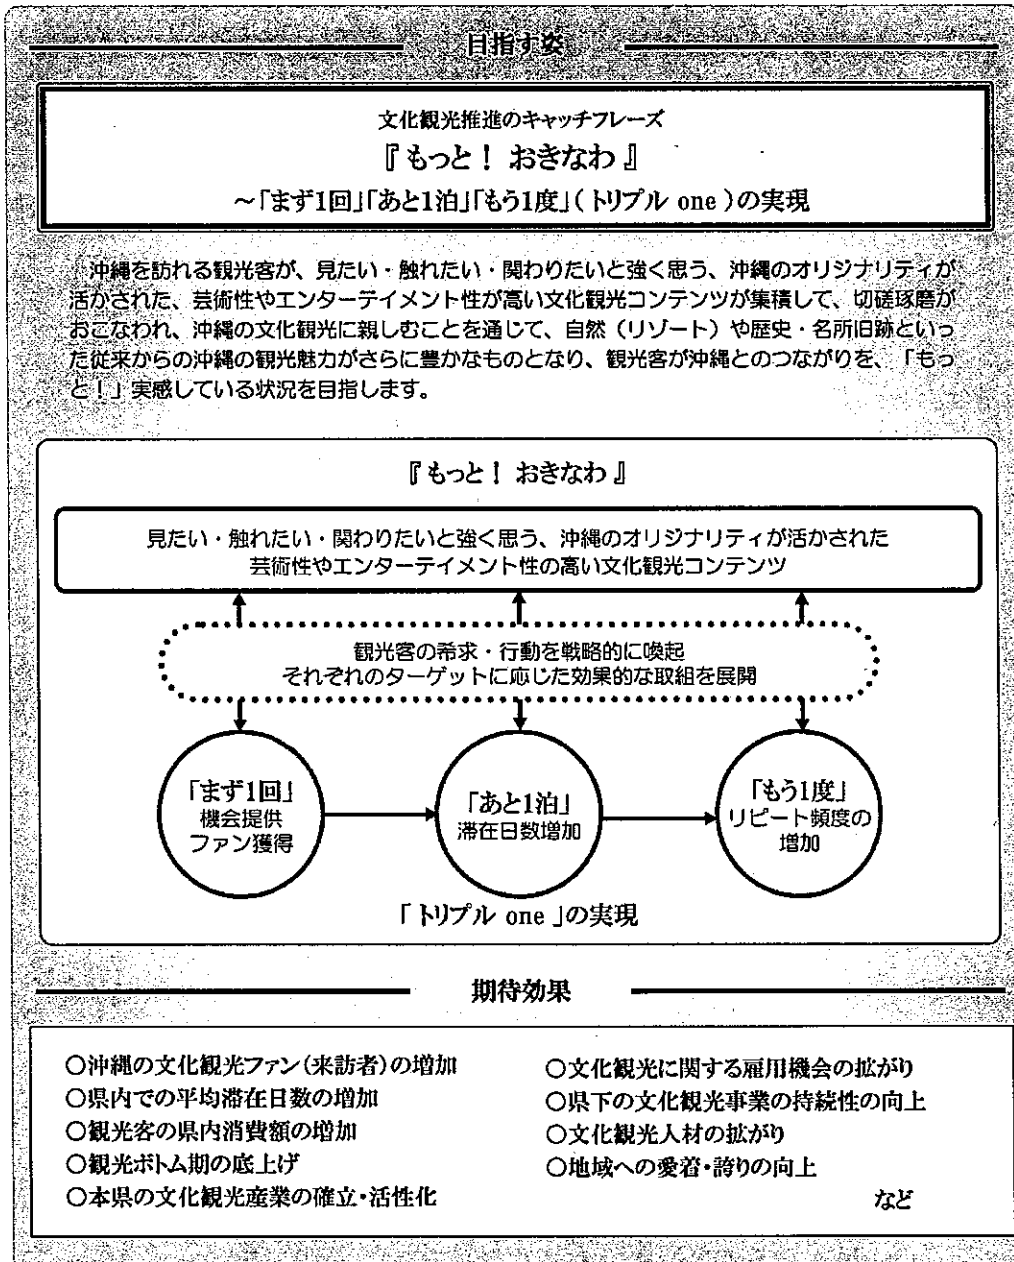 目指す姿
文化観光推進のキャッチフレーズ
『もっと！ おきなわ』
～「まず1回」「あと1泊」「もう1度」(トリプル one )の実現
沖縄を訪れる観光客が、見たい・触れたい・関わりたいと強く思う、沖縄のオリジナリティが
活かされた、芸術性やエンターテイメント性が高い文化観光コンテンツが集積して、切磋琢磨が
おこなわれ、沖縄の文化観光に親しむことを通じて、自然（リゾート）や歴史・名所旧跡といっ
た従来からの沖縄の観光魅力がさらに豊かなものとなり、観光客が沖縄とのつながりを、「もっ
と！」実感している状況を目指します。
『もっと！ おきなわ』
見たい・触れたい・関わりたいと強く思う、沖縄のオリジナリティが活かされた
芸術性やエンターテイメント性の高い文化観光コンテンツ
観光客の希求・行動を戦略的に喚起
それぞれのターゲットに応じた効果的な取組を展開
「まず1回」
機会提供
ファン獲得
「あと1泊」
滞在日数増加
「もう1度」
リピート頻度の
増加
「トリプル one 」の実現
期待効果
○沖縄の文化観光ファン(来訪者)の増加
○県内での平均滞在日数の増加
○観光客の県内消費額の増加
○観光ボトム期の底上げ
○本県の文化観光産業の確立・活性化
○文化観光に関する雇用機会の拡がり
○県下の文化観光事業の持続性の向上
○文化観光人材の拡がり
○地域への愛着・誇りの向上
など